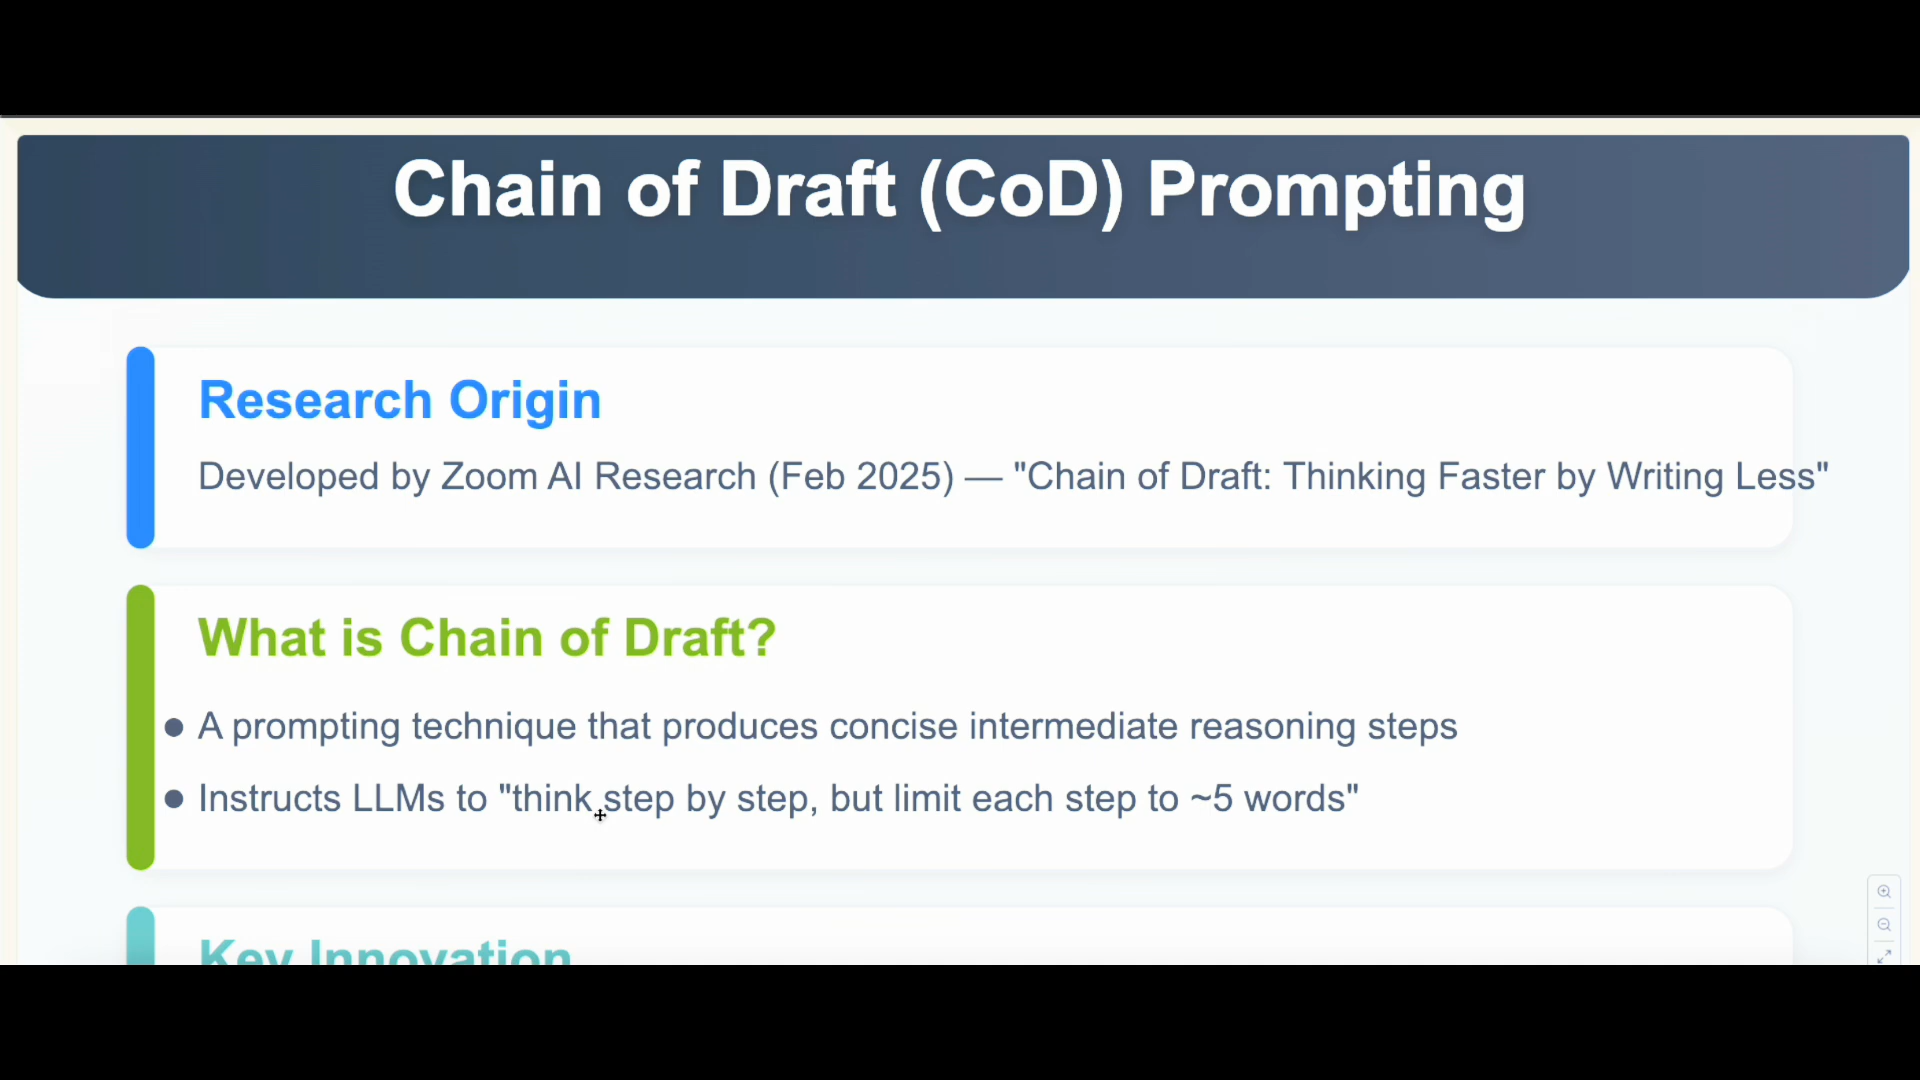 Chain of Draft (CoD) Prompting
Research Origin
Developed by Zoom AI Research (Feb 2025) — "Chain of Draft: Thinking Faster by Writing Less"
What is Chain of Draft?
A prompting technique that produces concise intermediate reasoning steps
Instructs LLMs to "think step by step, but limit each step to ~5 words"
Key Innovation